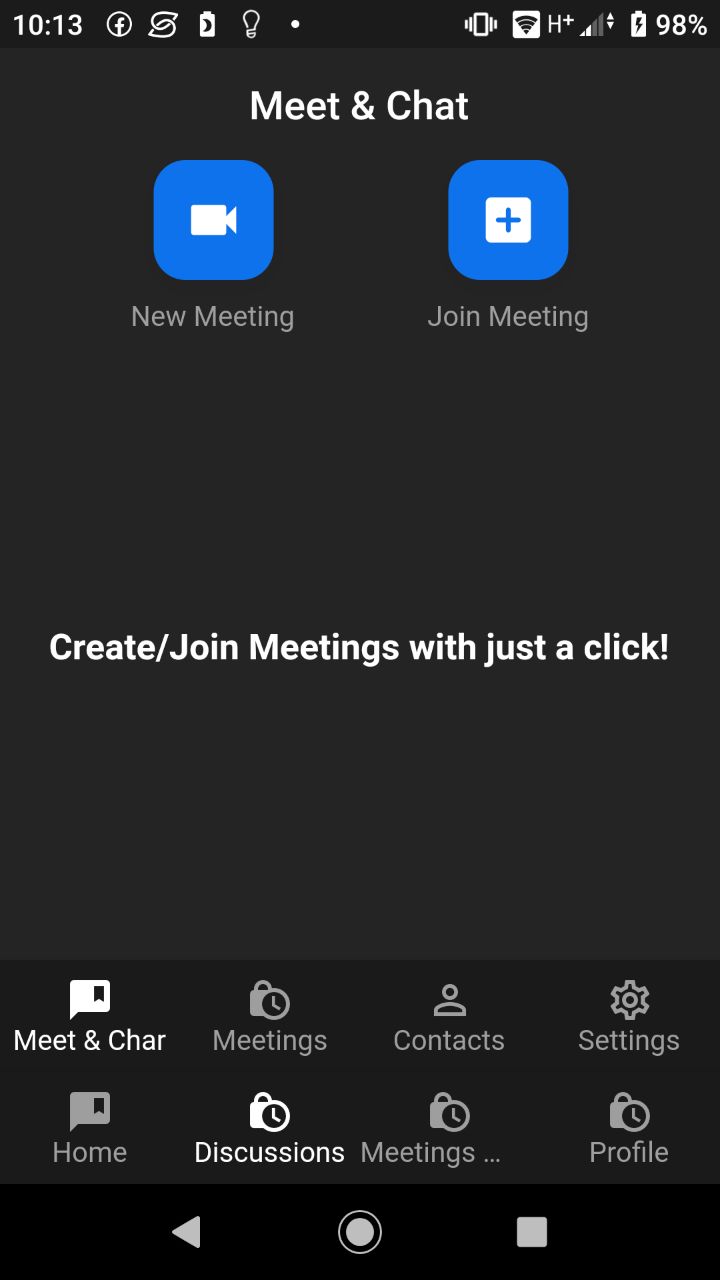 10:13 H+ 98%
Meet & Chat
New Meeting Join Meeting
Create/Join Meetings with just a click!
Meet & Char Meetings Contacts Settings
Home Discussions Meetings ... Profile